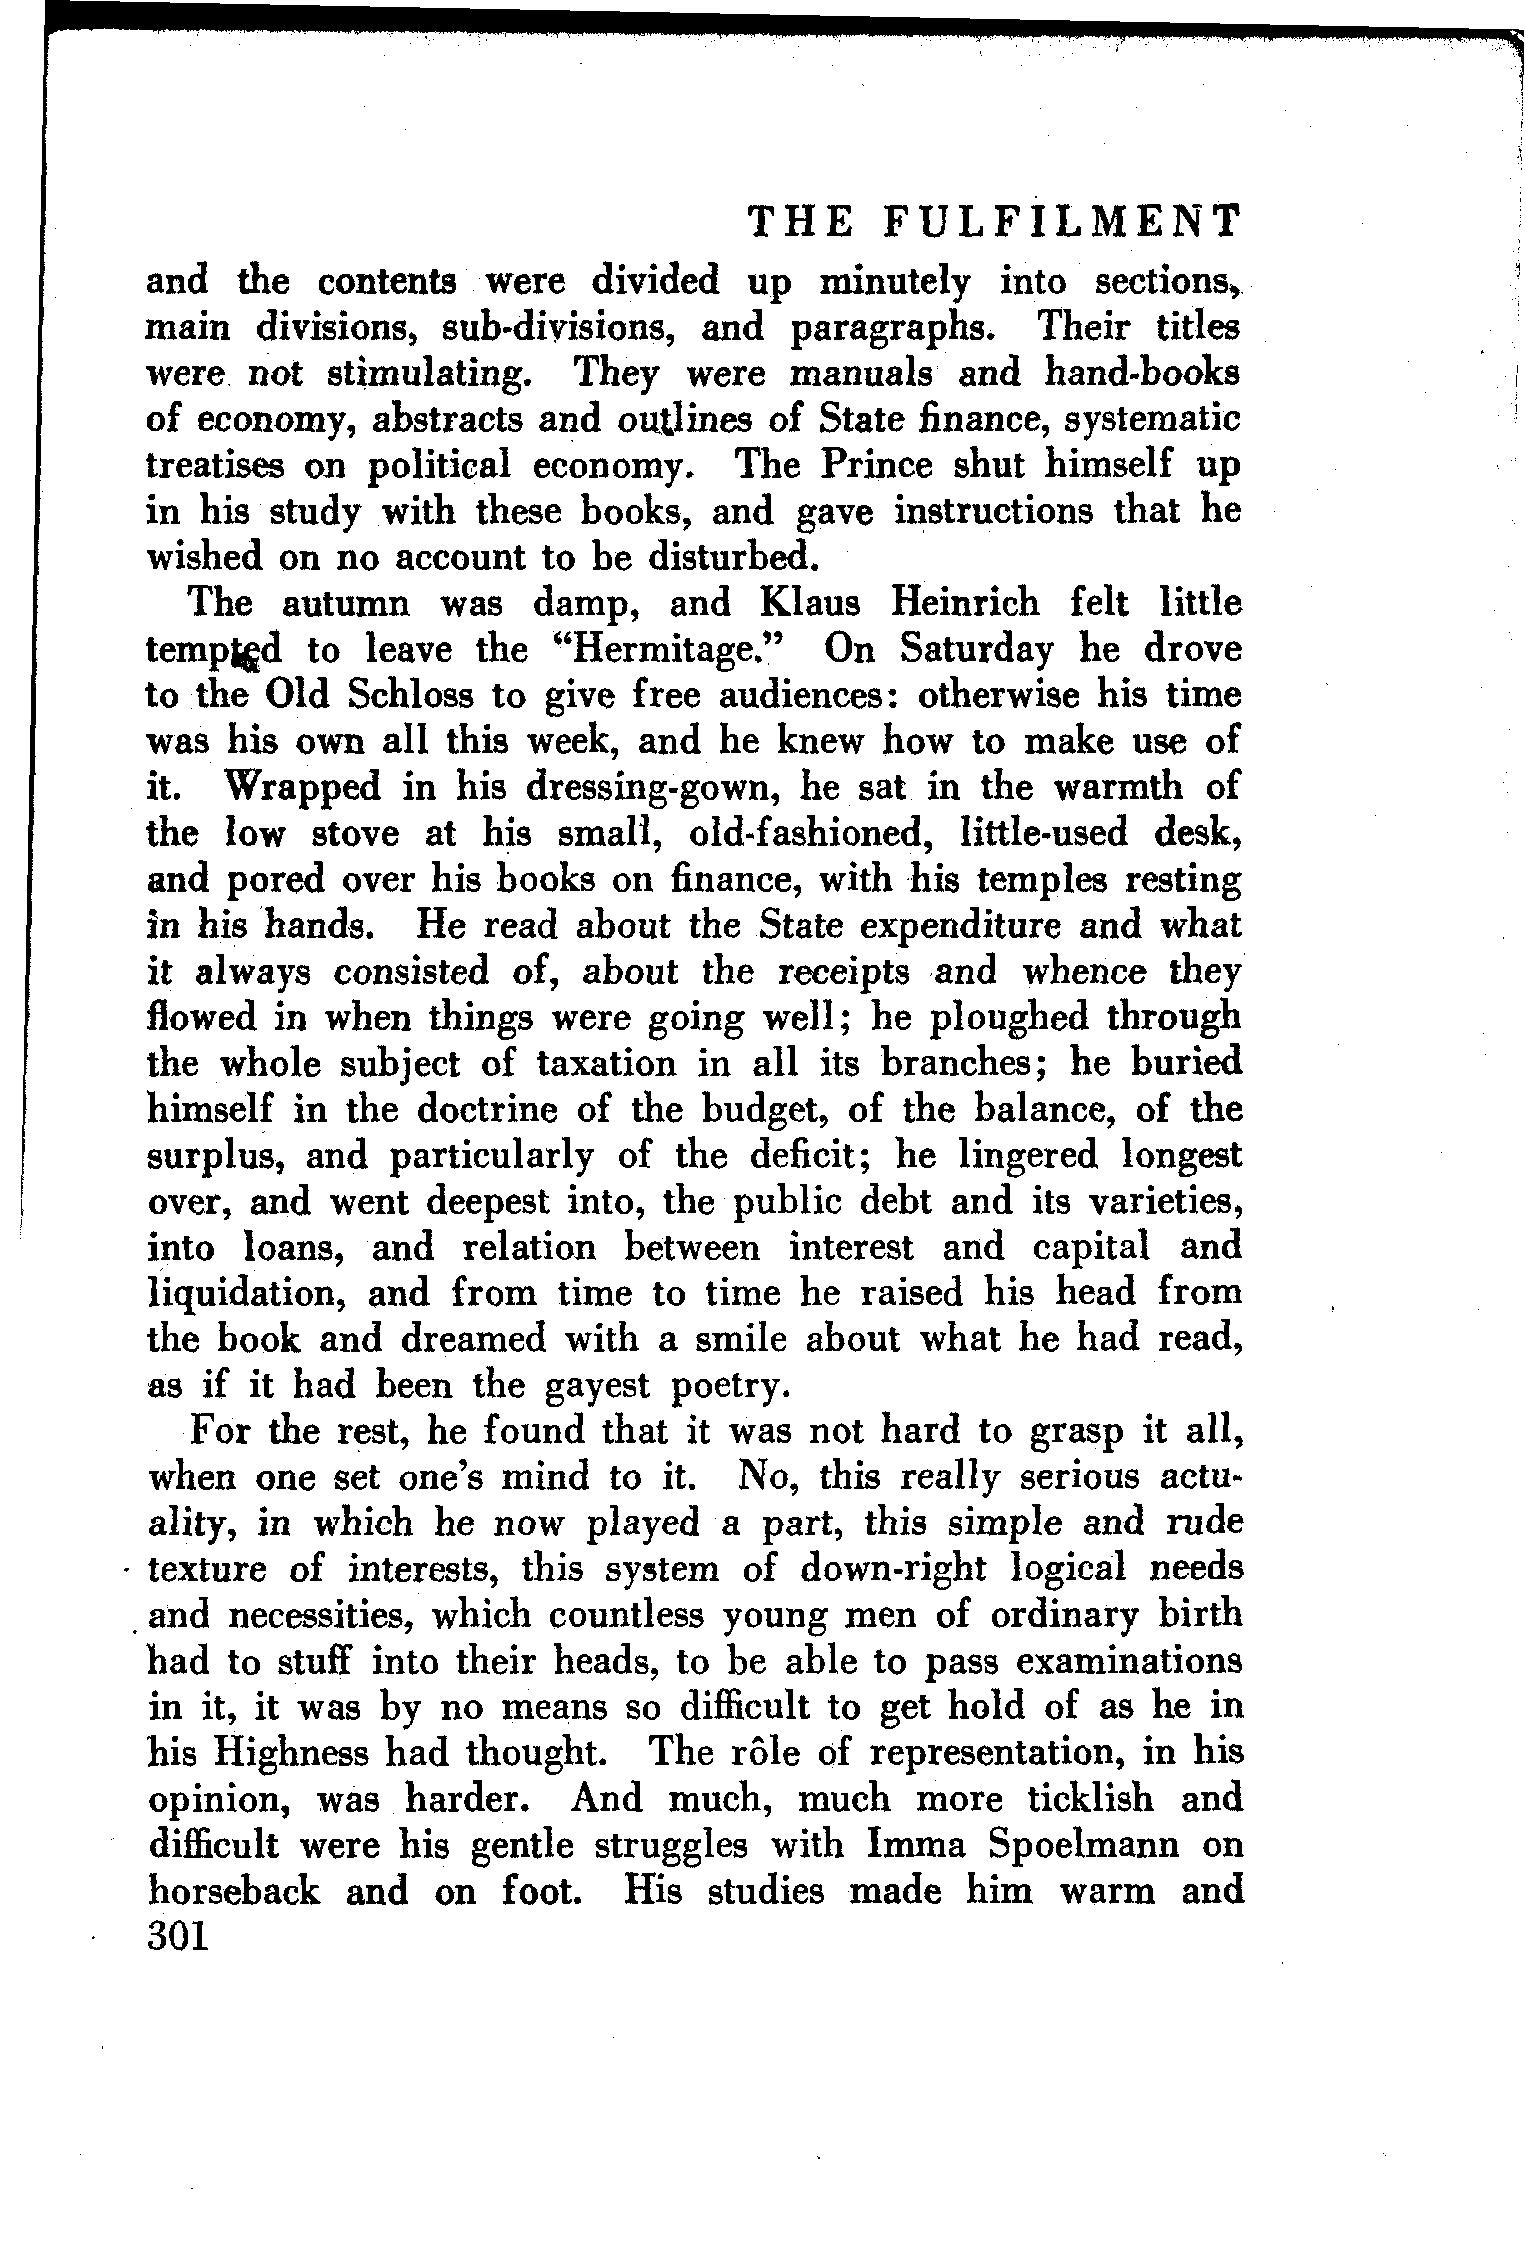 THE FULFILMENT
and the contents were divided up minutely into sections,
main divisions, sub-divisions, and paragraphs. Their titles
were not stimulating. They were manuals and hand-books
of economy, abstracts and outlines of State finance, systematic
treatises on political economy. The Prince shut himself up
in his study with these books, and gave instructions that he
wished on no account to be disturbed.
The autumn was damp, and Klaus Heinrich felt little
tempted to leave the “Hermitage.” On Saturday he drove
to the Old Schloss to give free audiences: otherwise his time
was his own all this week, and he knew how to make use of
it. Wrapped in his dressing-gown, he sat in the warmth of
the low stove at his small, old-fashioned, little-used desk,
and pored over his books on finance, with his temples resting
in his hands. He read about the State expenditure and what
it always consisted of, about the receipts and whence they
flowed in when things were going well; he ploughed through
the whole subject of taxation in all its branches; he buried
himself in the doctrine of the budget, of the balance, of the
surplus, and particularly of the deficit; he lingered longest
over, and went deepest into, the public debt and its varieties,
into loans, and relation between interest and capital and
liquidation, and from time to time he raised his head from
the book and dreamed with a smile about what he had read,
as if it had been the gayest poetry.
For the rest, he found that it was not hard to grasp it all,
when one set one’s mind to it. No, this really serious actu-
ality, in which he now played a part, this simple and rude
texture of interests, this system of down-right logical needs
and necessities, which countless young men of ordinary birth
had to stuff into their heads, to be able to pass examinations
in it, it was by no means so difficult to get hold of as he in
his Highness had thought. The rôle of representation, in his
opinion, was harder. And much, much more ticklish and
difficult were his gentle struggles with Imma Spoelmann on
horseback and on foot. His studies made him warm and
301